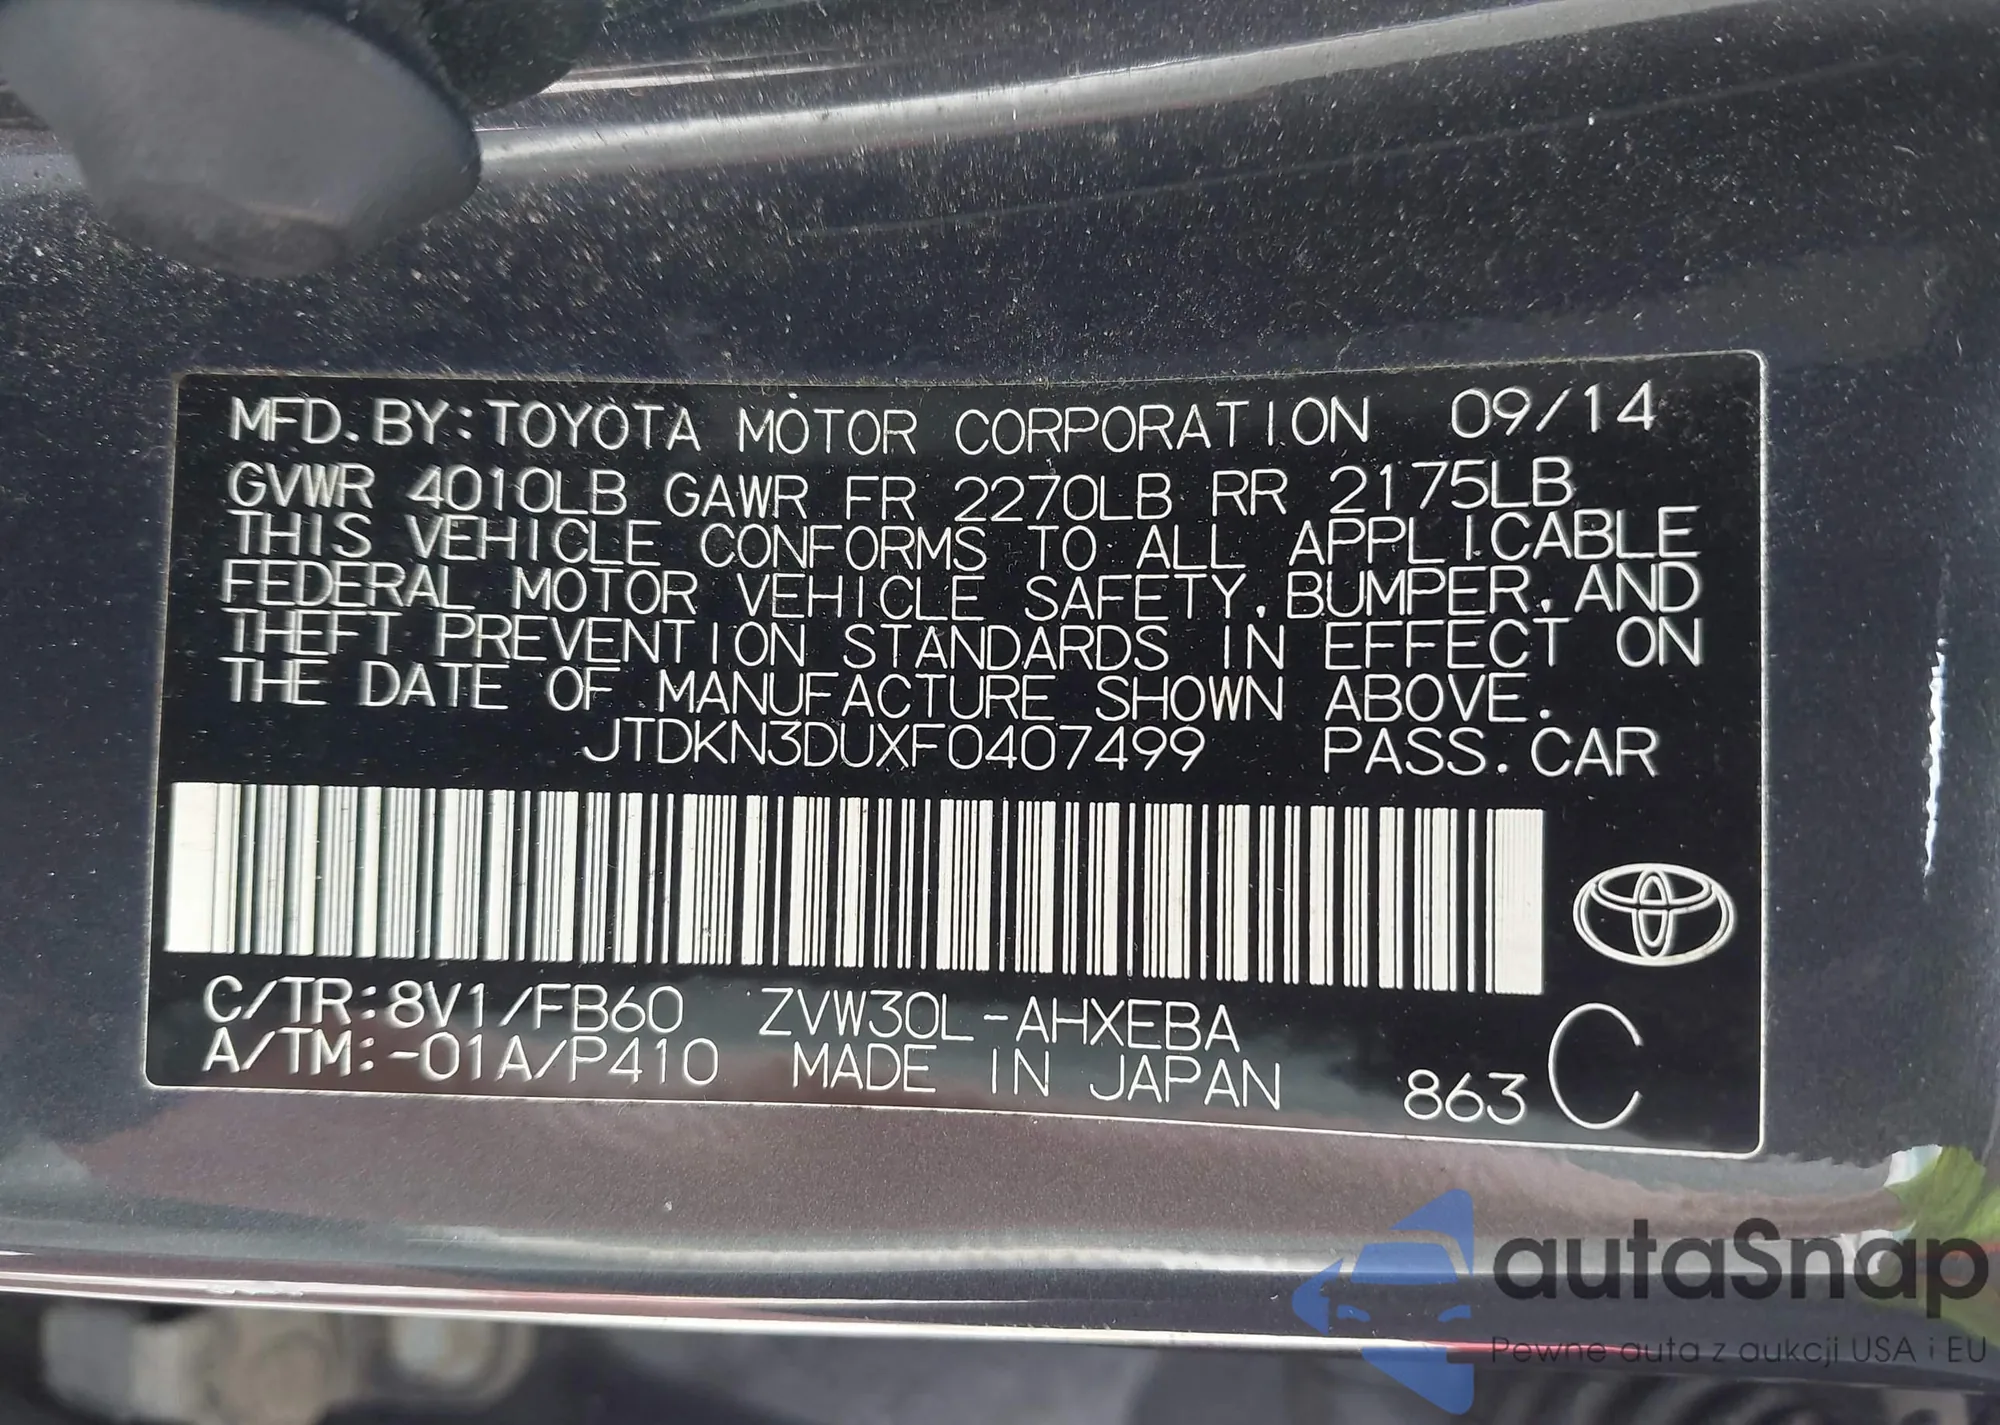 MFD. BY: TOYOTA MOTOR CORPORATION 09/14
GVWR 4010LB GAWR FR 2270LB RR 2175LB
THIS VEHICLE CONFORMS TO ALL APPLICABLE
FEDERAL MOTOR VEHICLE SAFETY, BUMPER, AND
THEFT PREVENTION STANDARDS IN EFFECT ON
THE DATE OF MANUFACTURE SHOWN ABOVE.
JTDKN3DUXF0407499 PASS. CAR
C/TR: 8V1/FB60 ZVW30L-AHXEBA
A/TM: -01A/P410 MADE IN JAPAN 863 C
autaSnap
Pewne auta z aukcji USA i EU